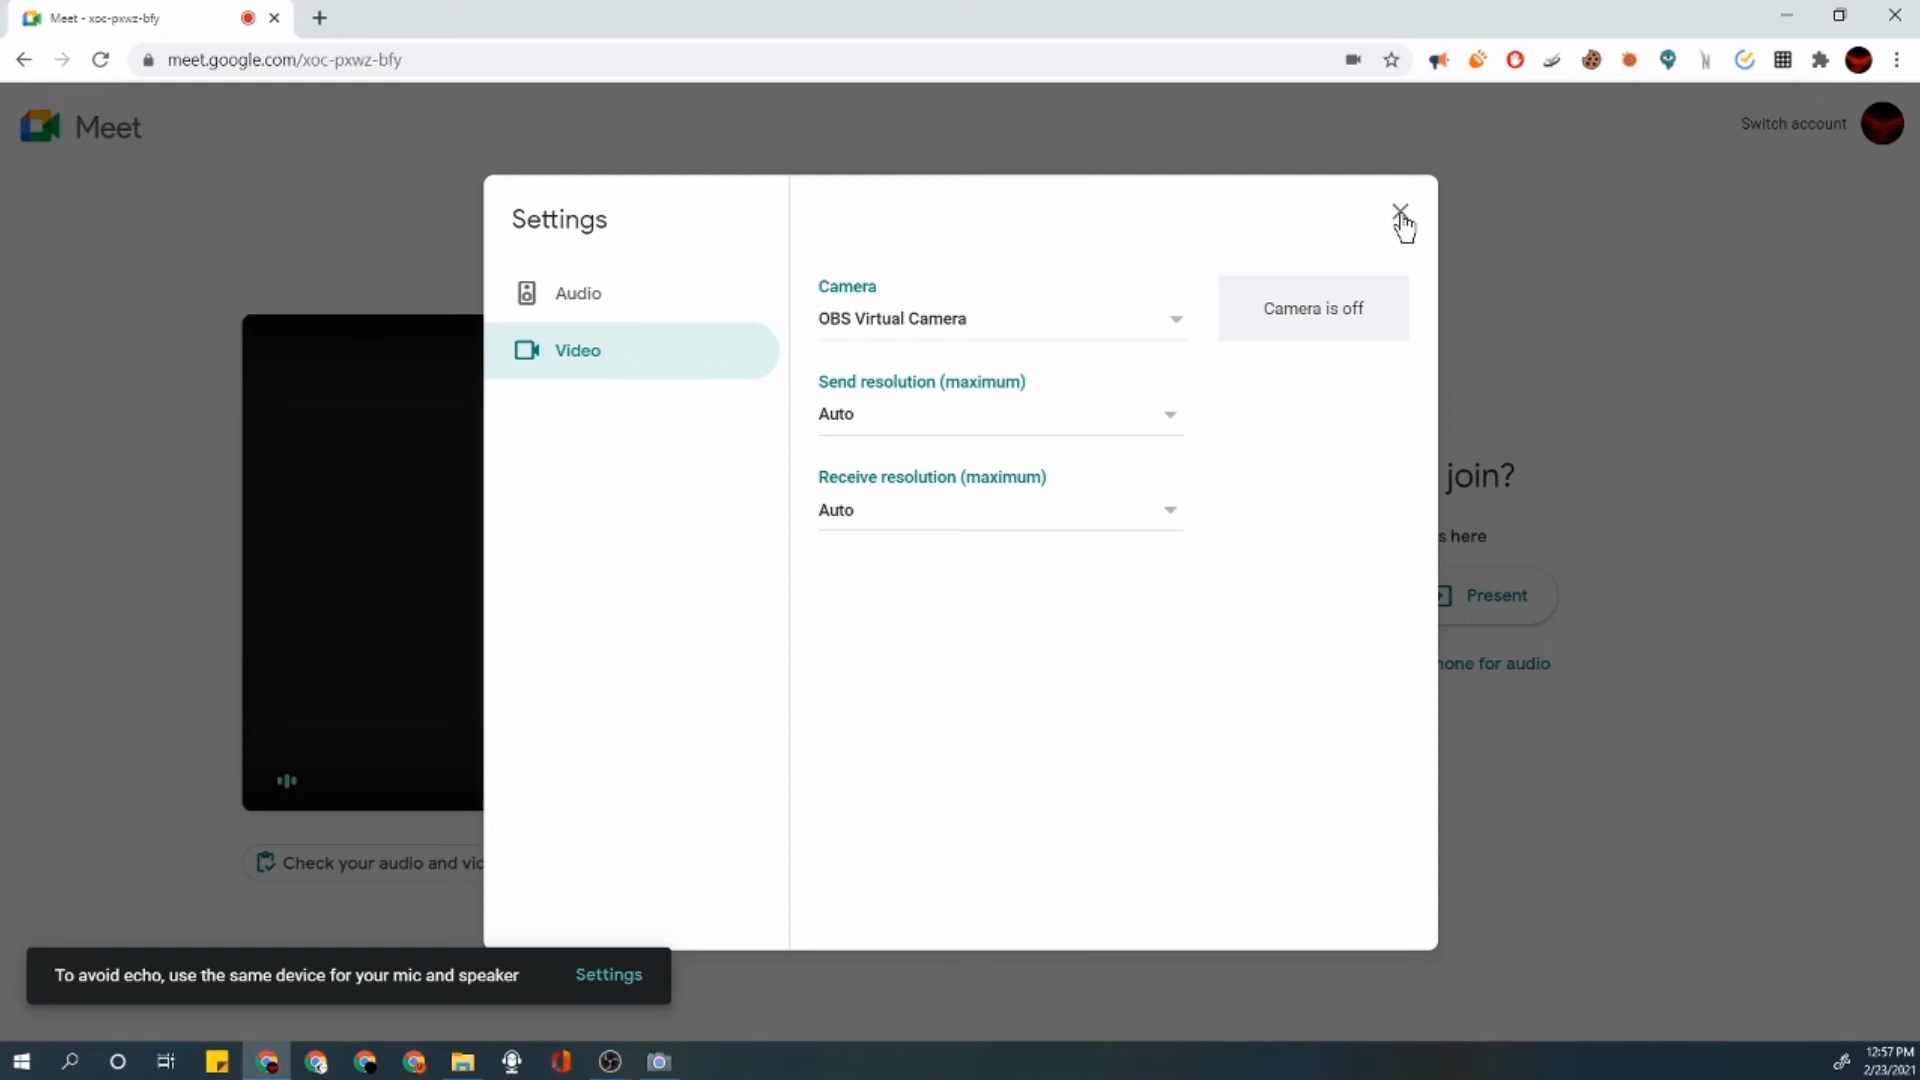 Meet - xoc-pxwz-bfy
meet.google.com/xoc-pxwz-bfy
Meet
Switch account
Settings
Audio
Video
Camera
OBS Virtual Camera
Camera is off
Send resolution (maximum)
Auto
Receive resolution (maximum)
Auto
join?
s here
Present
hone for audio
Check your audio and vid
To avoid echo, use the same device for your mic and speaker
Settings
12:57 PM
2/23/2021